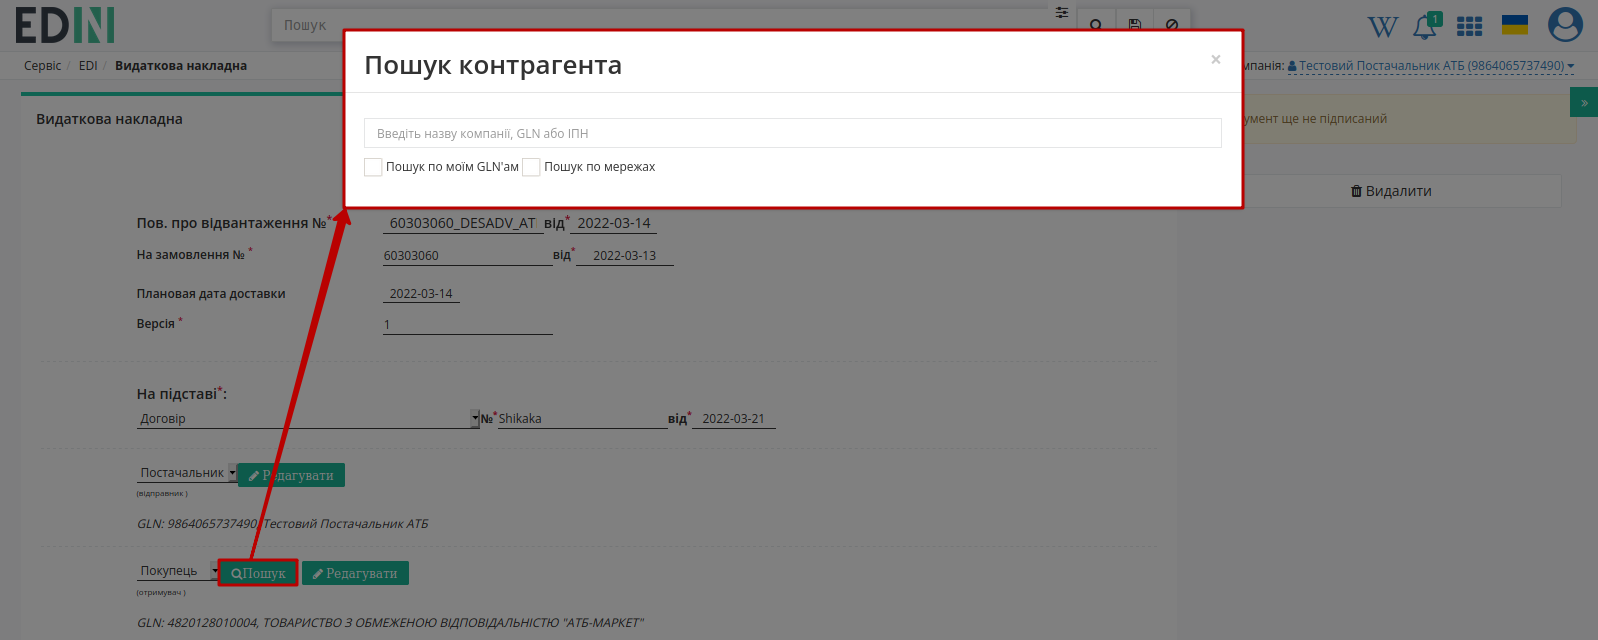 EDIN
Пошук
1
Сервіс / EDI / Видаткова накладна
мпанія: Тестовий Постачальник АТБ (9864065737490)
Пошук контрагента
×
Введіть назву компанії, GLN або ІПН
Пошук по моїм GLN'ам Пошук по мережах
Видаткова накладна
умент ще не підписаний
»
Видалити
Пов. про відвантаження №* 60303060_DESADV_AT від* 2022-03-14
На замовлення № * 60303060 від* 2022-03-13
Плановая дата доставки 2022-03-14
Версія * 1
На підставі*:
Договір №* Shikaka від* 2022-03-21
Постачальник Редагувати
(відправник )
GLN: 9864065737490, Тестовий Постачальник АТБ
Покупець Пошук Редагувати
(отримувач )
GLN: 4820128010004, ТОВАРИСТВО З ОБМЕЖЕНОЮ ВІДПОВІДАЛЬНІСТЮ "АТБ-МАРКЕТ"